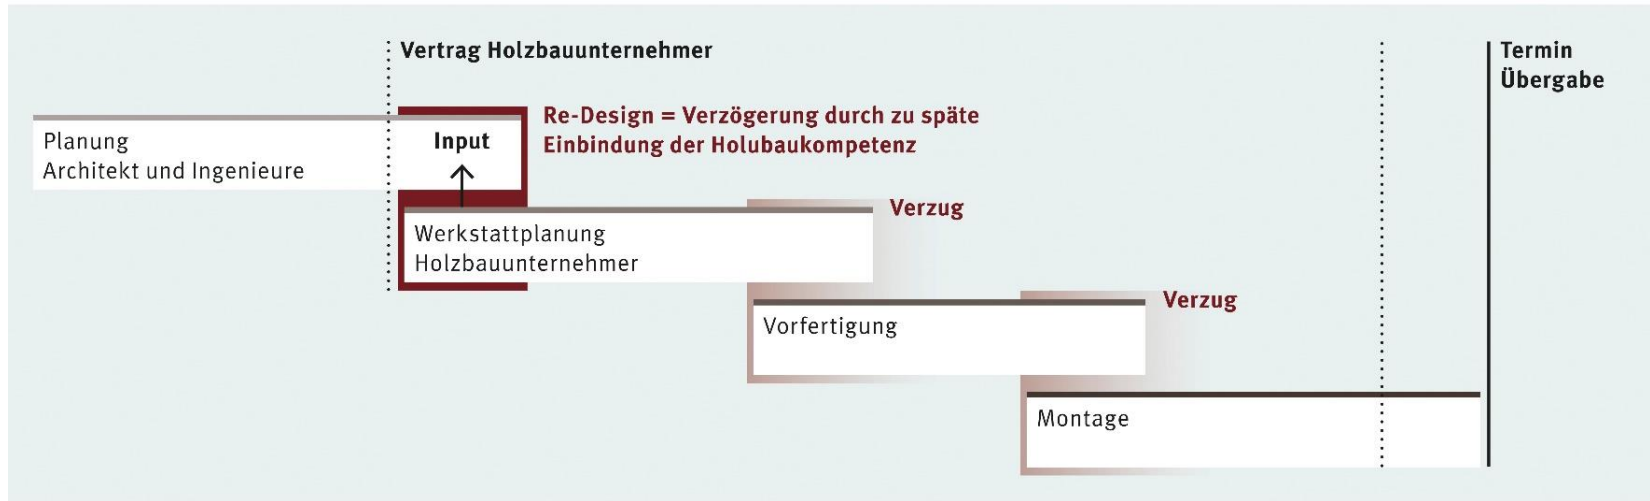 Vertrag Holzbauunternehmer
Termin
Übergabe
Re-Design = Verzögerung durch zu späte
Einbindung der Holubaukompetenz
Planung
Architekt und Ingenieure
Input
Verzug
Werkstattplanung
Holzbauunternehmer
Verzug
Vorfertigung
Montage